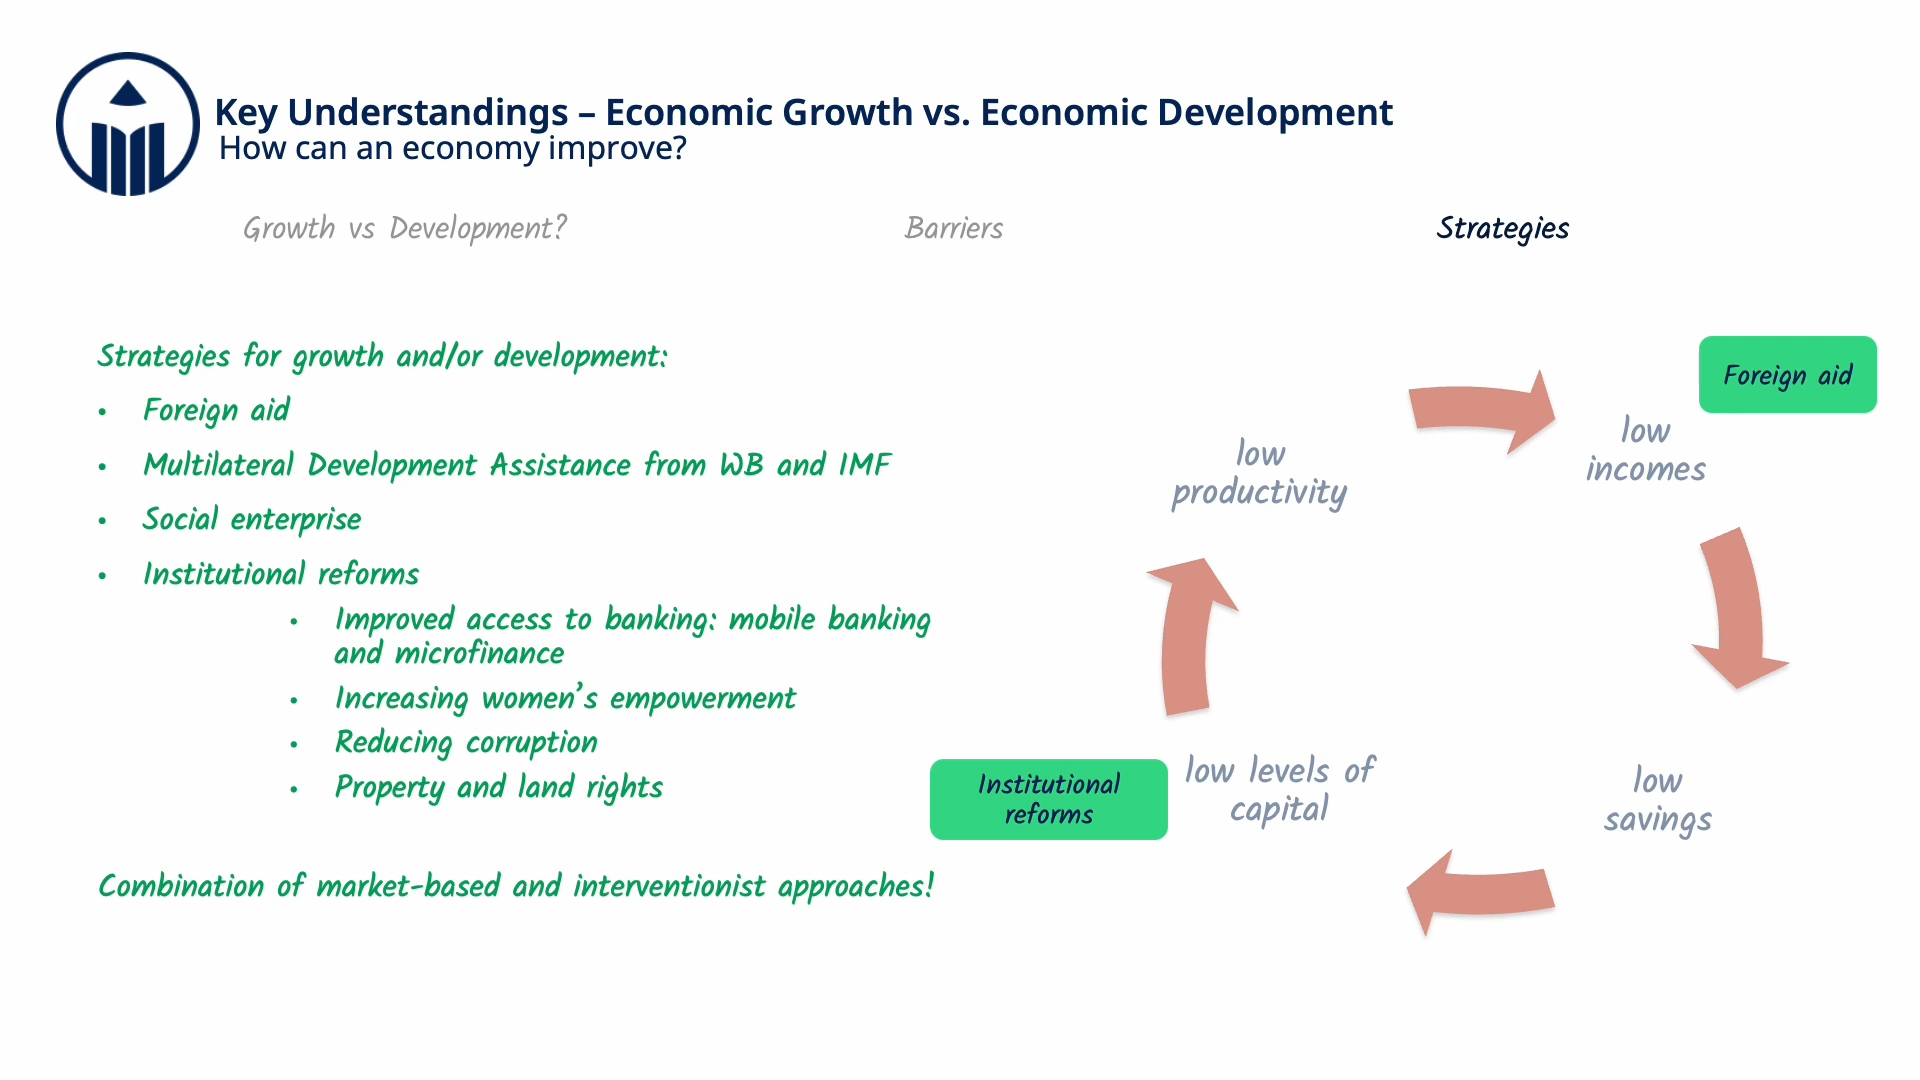 Key Understandings – Economic Growth vs. Economic Development
How can an economy improve?
Growth vs Development?
Barriers
Strategies
Strategies for growth and/or development:
• Foreign aid
• Multilateral Development Assistance from WB and IMF
• Social enterprise
• Institutional reforms
• Improved access to banking: mobile banking
and microfinance
• Increasing women’s empowerment
• Reducing corruption
• Property and land rights
Combination of market-based and interventionist approaches!
Foreign aid
low
incomes
low
productivity
Institutional
reforms
low levels of
capital
low
savings